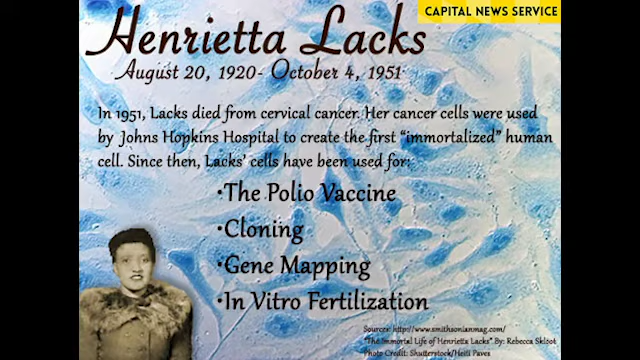 CAPITAL NEWS SERVICE
Henrietta Lacks
August 20, 1920- October 4, 1951
In 1951, Lacks died from cervical cancer. Her cancer cells were used
by Johns Hopkins Hospital to create the first “immortalized” human
cell. Since then, Lacks’ cells have been used for:
•The Polio Vaccine
•Cloning
•Gene Mapping
•In Vitro Fertilization
Sources: http://www.smithsonianmag.com/
"The Immortal Life of Henrietta Lacks" By: Rebecca Skloot
Photo Credit: Shutterstock/Heiti Paves